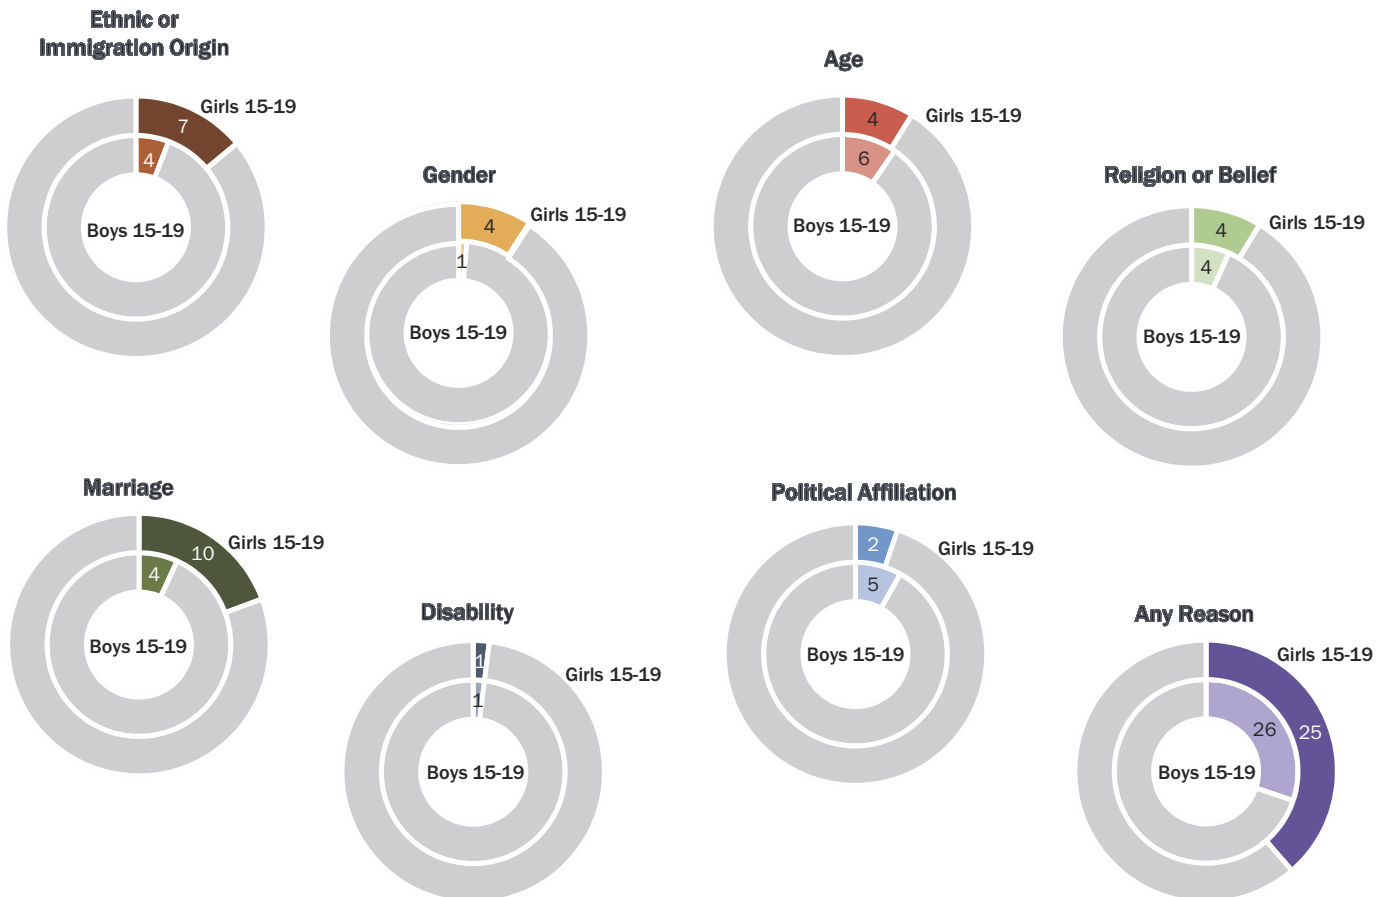 Ethnic or
Immigration Origin
Girls 15-19
7
4
Boys 15-19
Gender
Girls 15-19
4
1
Boys 15-19
Age
Girls 15-19
4
6
Boys 15-19
Religion or Belief
Girls 15-19
4
4
Boys 15-19
Marriage
Girls 15-19
10
4
Boys 15-19
Disability
1
Girls 15-19
1
Boys 15-19
Political Affiliation
2
Girls 15-19
5
Boys 15-19
Any Reason
Girls 15-19
26
25
Boys 15-19